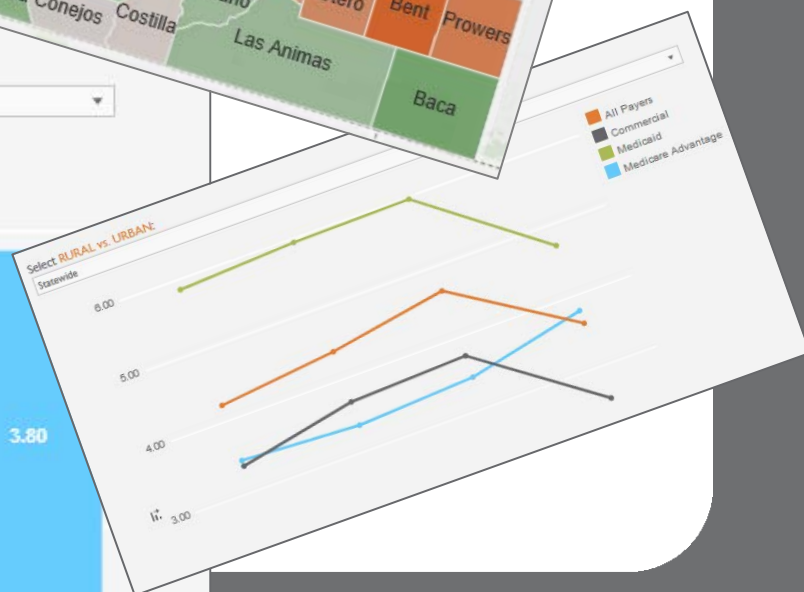 Conejos
Costilla
Bent
Prowers
Las Animas
Baca
All Payers
Commercial
Medicaid
Medicare Advantage
Select RURAL vs. URBAN:
Statewide
6.00
5.00
4.00
3.00
3.80